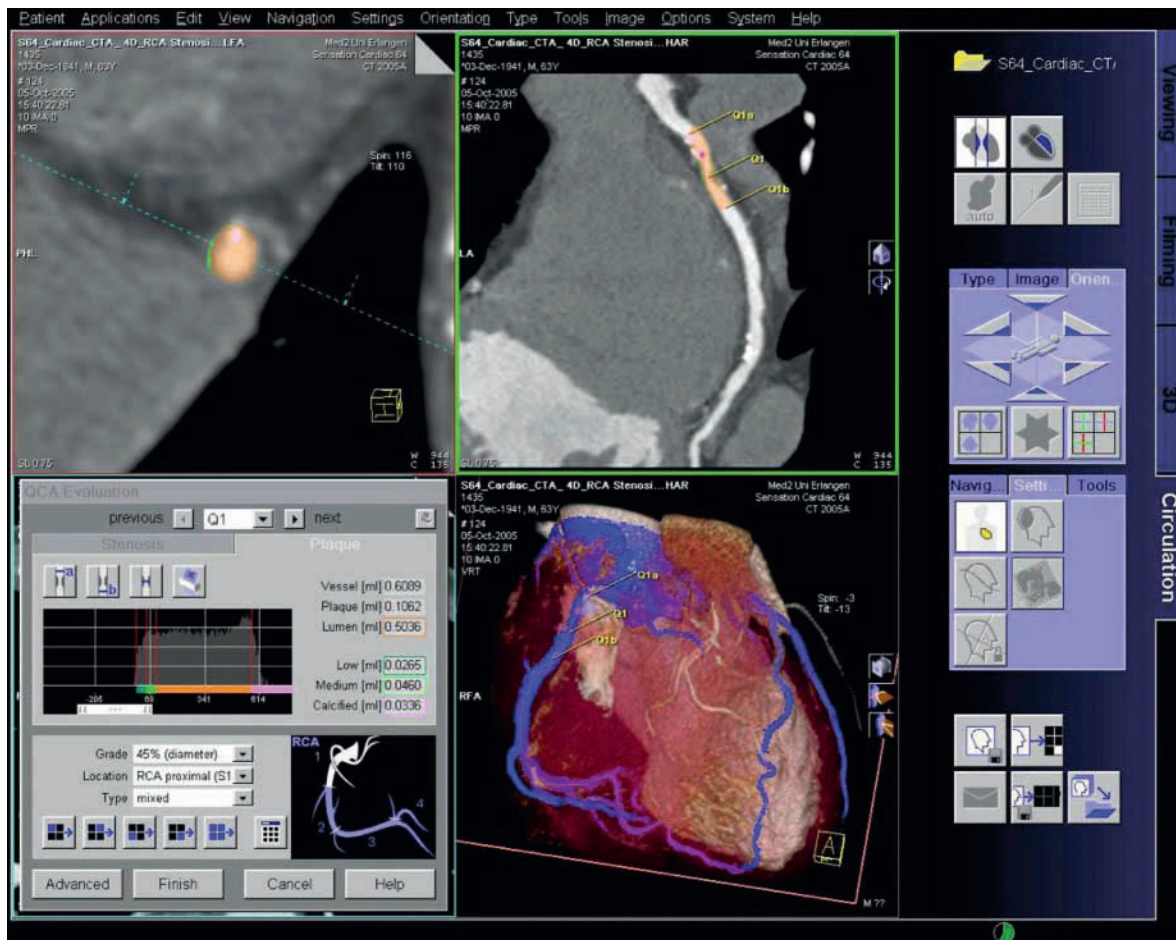 Patient Applications Edit View Navigation Settings Orientation Type Tools Image Options System Help
S64_Cardiac_CTA_ 4D_RCA Stenosi...LFA
1435
*03-Dec-1941, M, 63Y
# 124
05-Oct-2005
15:40:22.81
10 IMA 0
MPR
Med2 Uni Erlangen
Sensation Cardiac 64
CT 2005A
Spin: 116
Tilt: 110
PHL
H
SL 0.75
W 944
C 135
S64_Cardiac_CTA_ 4D_RCA Stenosi...HAR
1435
*03-Dec-1941, M, 63Y
# 124
05-Oct-2005
15:40:22.81
10 IMA 0
MPR
Med2 Uni Erlangen
Sensation Cardiac 64
CT 2005A
Q1a
Q1
Q1b
LA
SL 0.75
W 944
C 135
QCA Evaluation
previous Q1 next
Stenosis Plaque
a
b
Vessel [ml] 0.6089
Plaque [ml] 0.1062
Lumen [ml] 0.5036
Low [ml] 0.0265
Medium [ml] 0.0460
Calcified [ml] 0.0336
-205 68 341 614
Grade 45% (diameter)
Location RCA proximal (S1
Type mixed
RCA
1
2
3
4
Advanced Finish Cancel Help
S64_Cardiac_CTA_ 4D_RCA Stenosi...HAR
1435
*03-Dec-1941, M, 63Y
# 124
05-Oct-2005
15:40:22.81
10 IMA 0
VRT
Med2 Uni Erlangen
Sensation Cardiac 64
CT 2005A
Q1a
Q1
Q1b
Spin: -3
Tilt: -13
RFA
A
M ??
S64_Cardiac_CT
auto
Type Image Orien...
Navig... Setti... Tools
Viewing
Filming
3D
Circulation